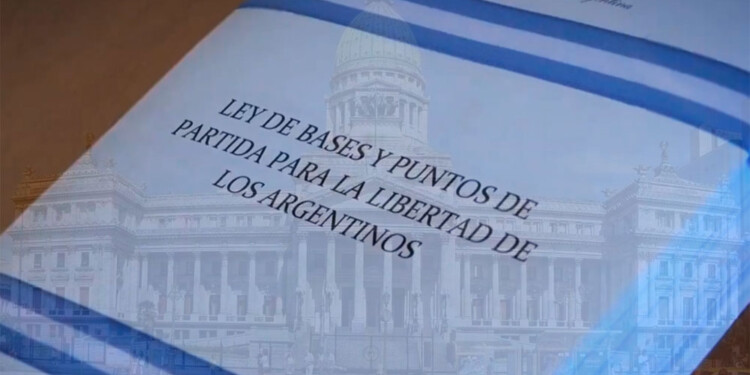 LEY DE BASES Y PUNTOS DE
PARTIDA PARA LA LIBERTAD DE
LOS ARGENTINOS